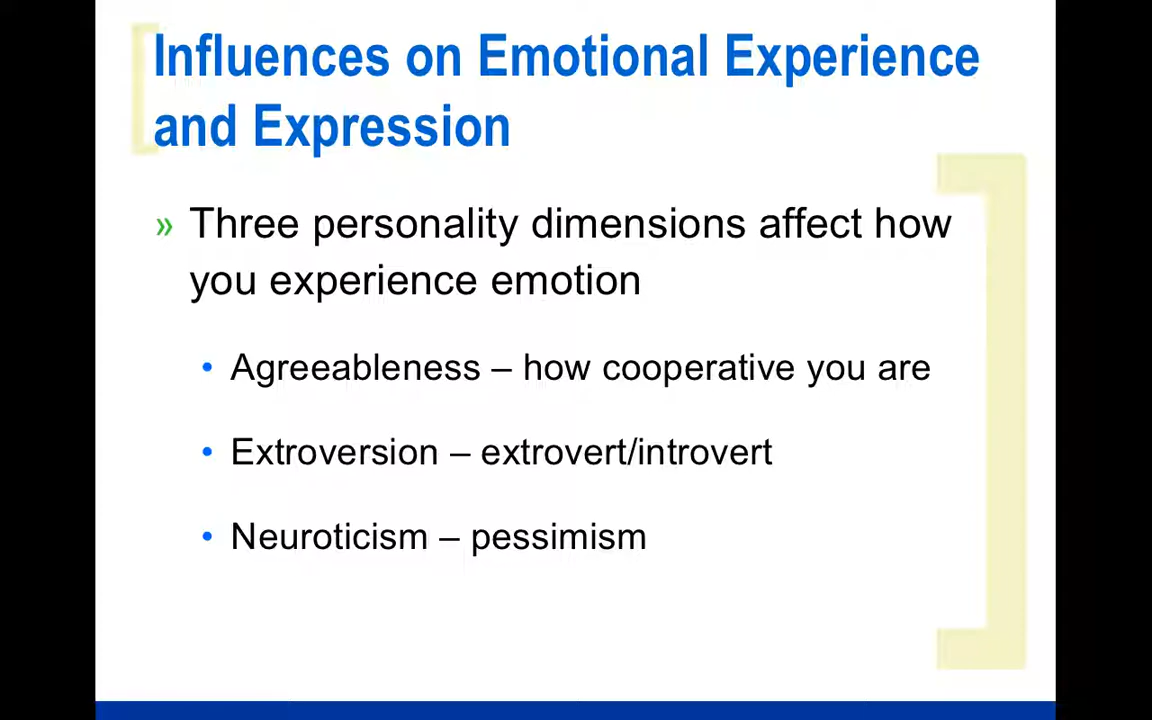 Influences on Emotional Experience
and Expression
» Three personality dimensions affect how
you experience emotion
• Agreeableness – how cooperative you are
• Extroversion – extrovert/introvert
• Neuroticism – pessimism